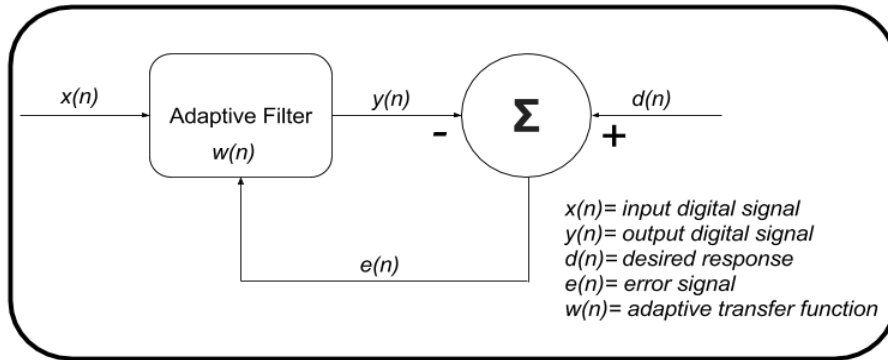 x(n)
Adaptive Filter
w(n)
y(n)
-
Σ
+
d(n)
e(n)
x(n)= input digital signal
y(n)= output digital signal
d(n)= desired response
e(n)= error signal
w(n)= adaptive transfer function